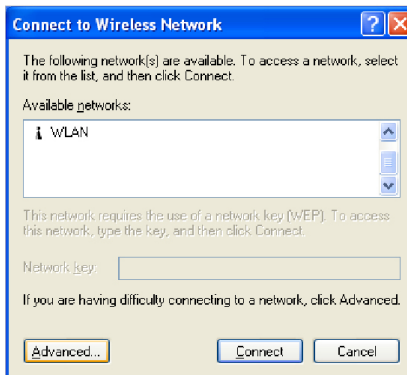 Connect to Wireless Network
The following network(s) are available. To access a network, select
it from the list, and then click Connect.
Available networks:
WLAN
This network requires the use of a network key (WEP). To access
this network, type the key, and then click Connect.
Network key:
If you are having difficulty connecting to a network, click Advanced.
Advanced... Connect Cancel